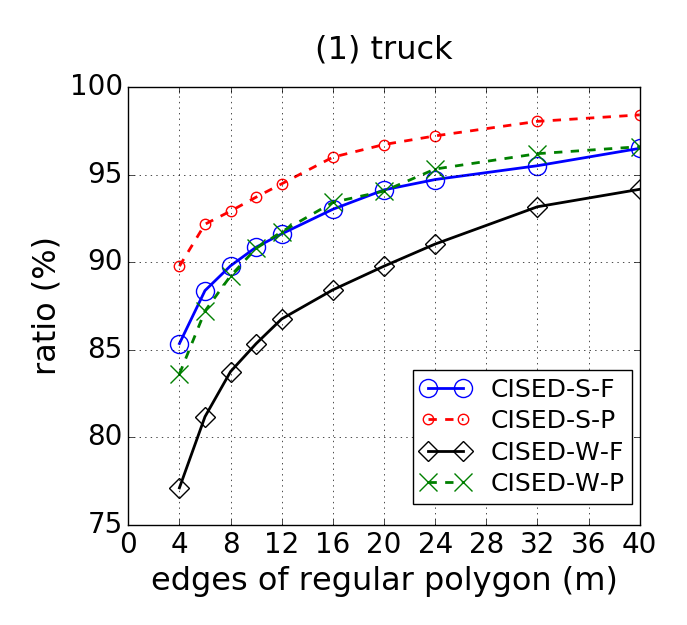 (1) truck
100
95
90
85
80
75
ratio (%)
CISED-S-F
CISED-S-P
CISED-W-F
CISED-W-P
0 4 8 12 16 20 24 28 32 36 40
edges of regular polygon (m)